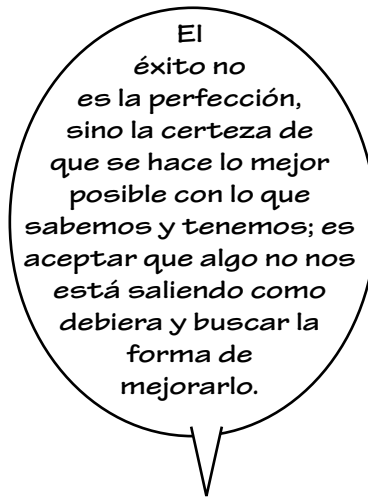 El
éxito no
es la perfección,
sino la certeza de
que se hace lo mejor
posible con lo que
sabemos y tenemos; es
aceptar que algo no nos
está saliendo como
debiera y buscar la
forma de
mejorarlo.